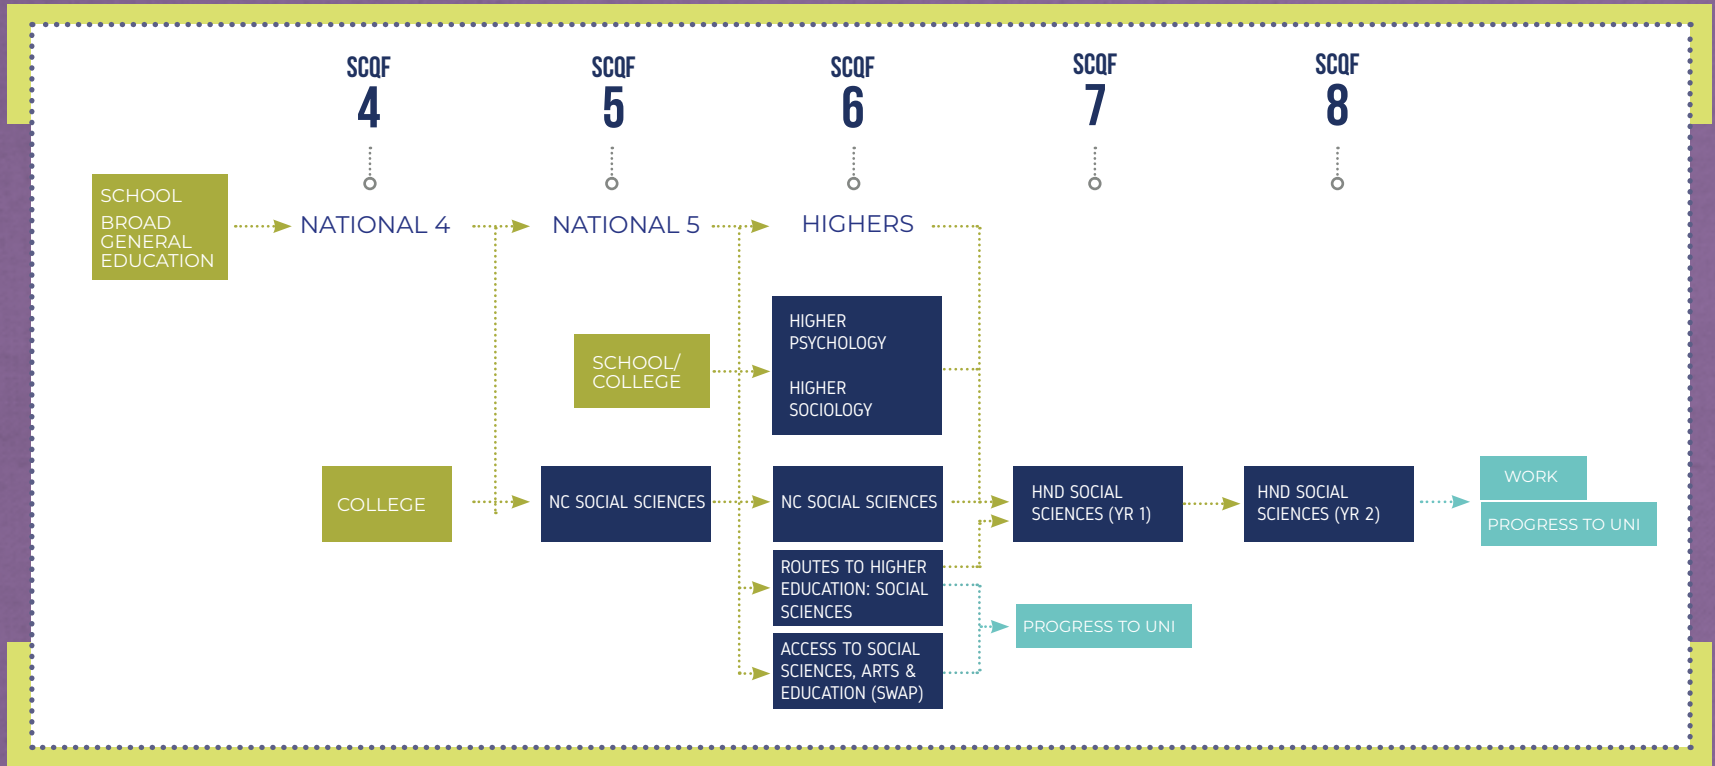 SCQF
4
SCQF
5
SCQF
6
SCQF
7
SCQF
8
SCHOOL
BROAD
GENERAL
EDUCATION
NATIONAL 4
NATIONAL 5
HIGHERS
SCHOOL/
COLLEGE
HIGHER
PSYCHOLOGY
HIGHER
SOCIOLOGY
COLLEGE
NC SOCIAL SCIENCES
NC SOCIAL SCIENCES
HND SOCIAL
SCIENCES (YR 1)
HND SOCIAL
SCIENCES (YR 2)
WORK
PROGRESS TO UNI
ROUTES TO HIGHER
EDUCATION: SOCIAL
SCIENCES
PROGRESS TO UNI
ACCESS TO SOCIAL
SCIENCES, ARTS &
EDUCATION (SWAP)